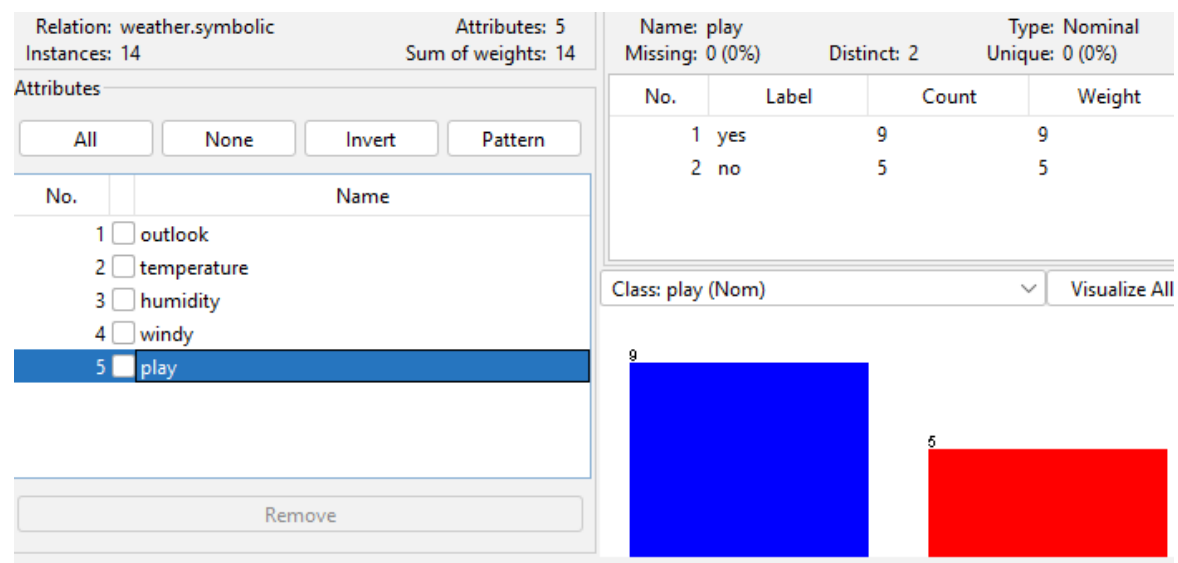 Relation: weather.symbolic Attributes: 5
Instances: 14 Sum of weights: 14
Attributes
All None Invert Pattern
No. Name
1 outlook
2 temperature
3 humidity
4 windy
5 play
Remove
Name: play Type: Nominal
Missing: 0 (0%) Distinct: 2 Unique: 0 (0%)
No. Label Count Weight
1 yes 9 9
2 no 5 5
Class: play (Nom) Visualize All
9
5